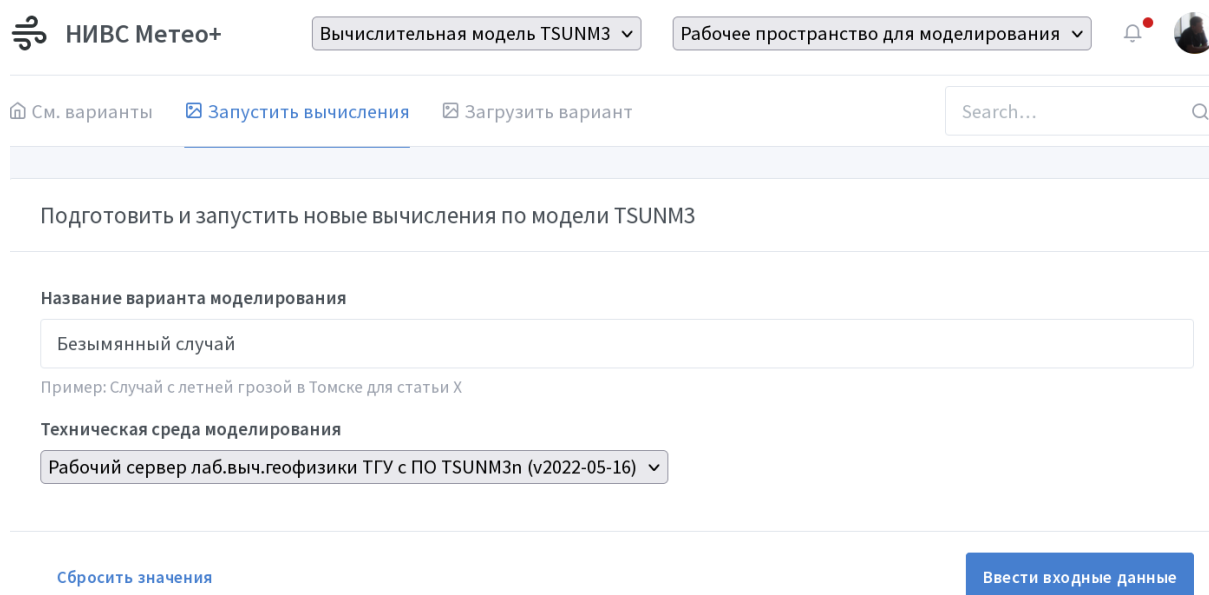 НИВС Метео+ Вычислительная модель TSUNM3 Рабочее пространство для моделирования
См. варианты Запустить вычисления Загрузить вариант Search...
Подготовить и запустить новые вычисления по модели TSUNM3
Название варианта моделирования
Безымянный случай
Пример: Случай с летней грозой в Томске для статьи X
Техническая среда моделирования
Рабочий сервер лаб.выч.геофизики ТГУ с ПО TSUNM3n (v2022-05-16)
Сбросить значения Ввести входные данные